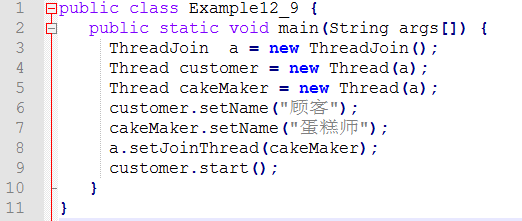 1 public class Example12_9 {
2 public static void main(String args[]) {
3 ThreadJoin  a = new ThreadJoin();
4 Thread customer = new Thread(a);
5 Thread cakeMaker = new Thread(a);
6 customer.setName("顾客");
7 cakeMaker.setName("蛋糕师");
8 a.setJoinThread(cakeMaker);
9 customer.start();
10 }
11 }